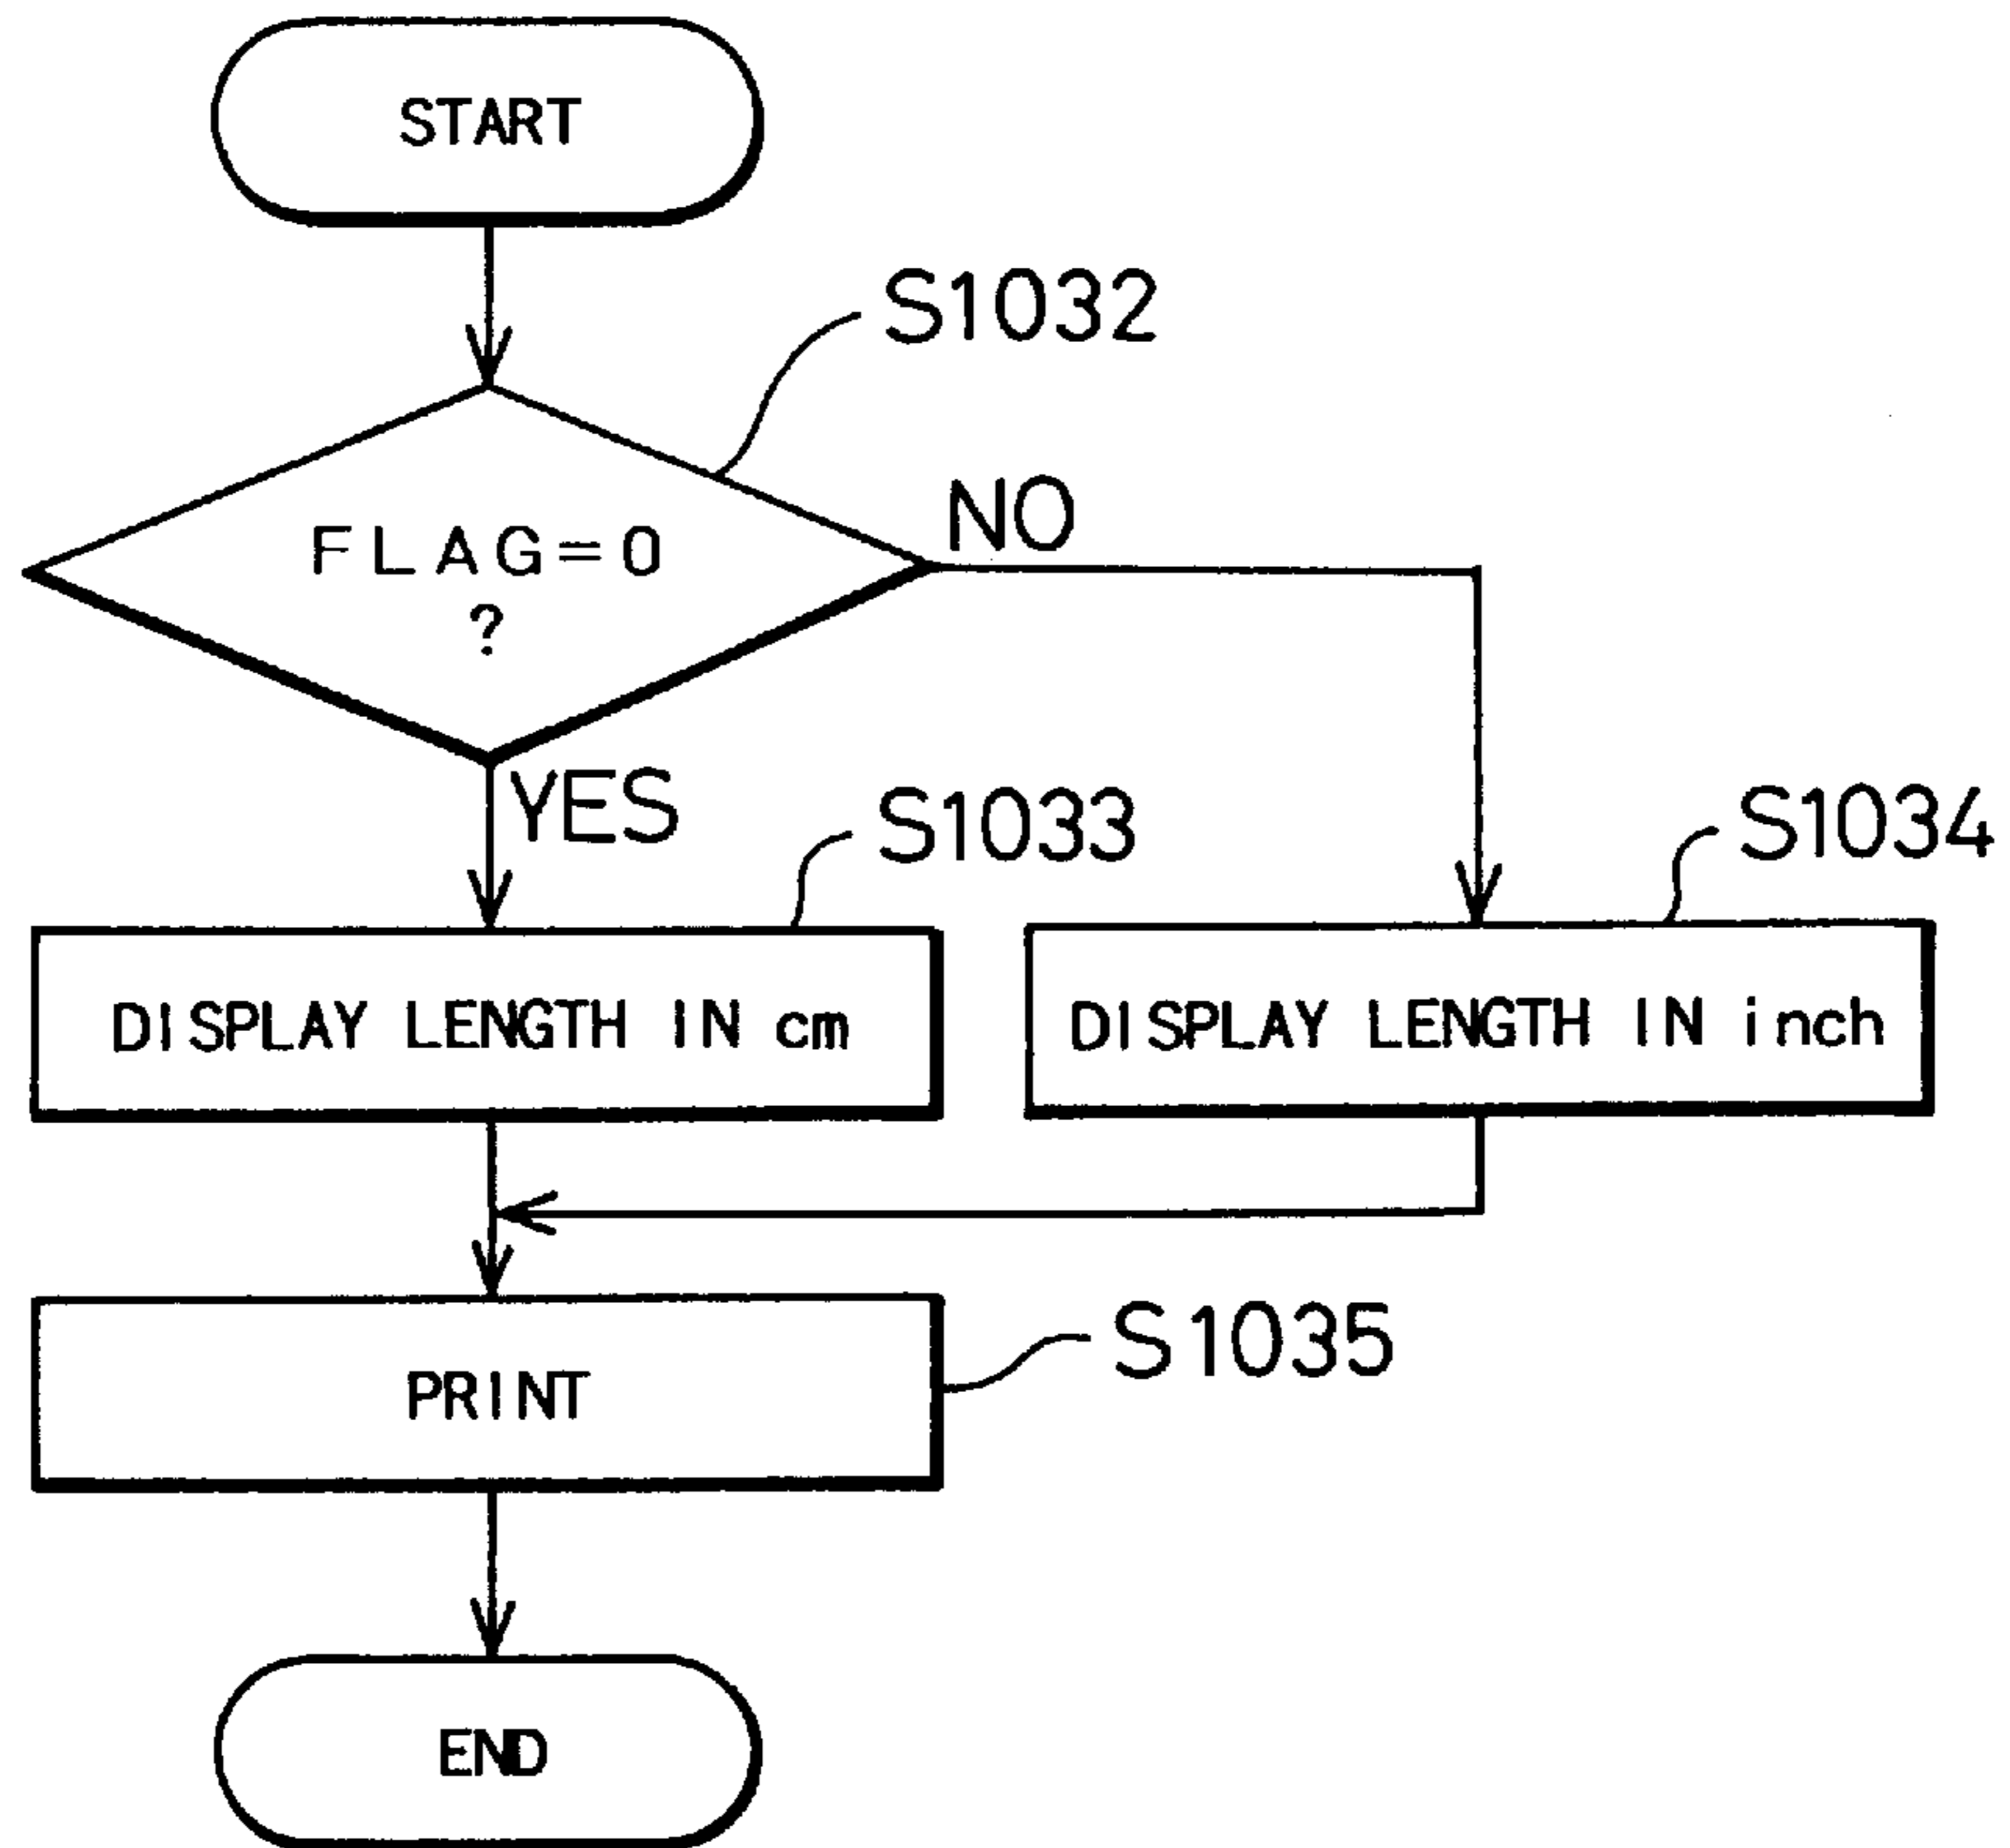 START
S1032
FLAG=0
?
NO
YES
S1033
S1034
DISPLAY LENGTH IN cm
DISPLAY LENGTH IN inch
PRINT
S1035
END